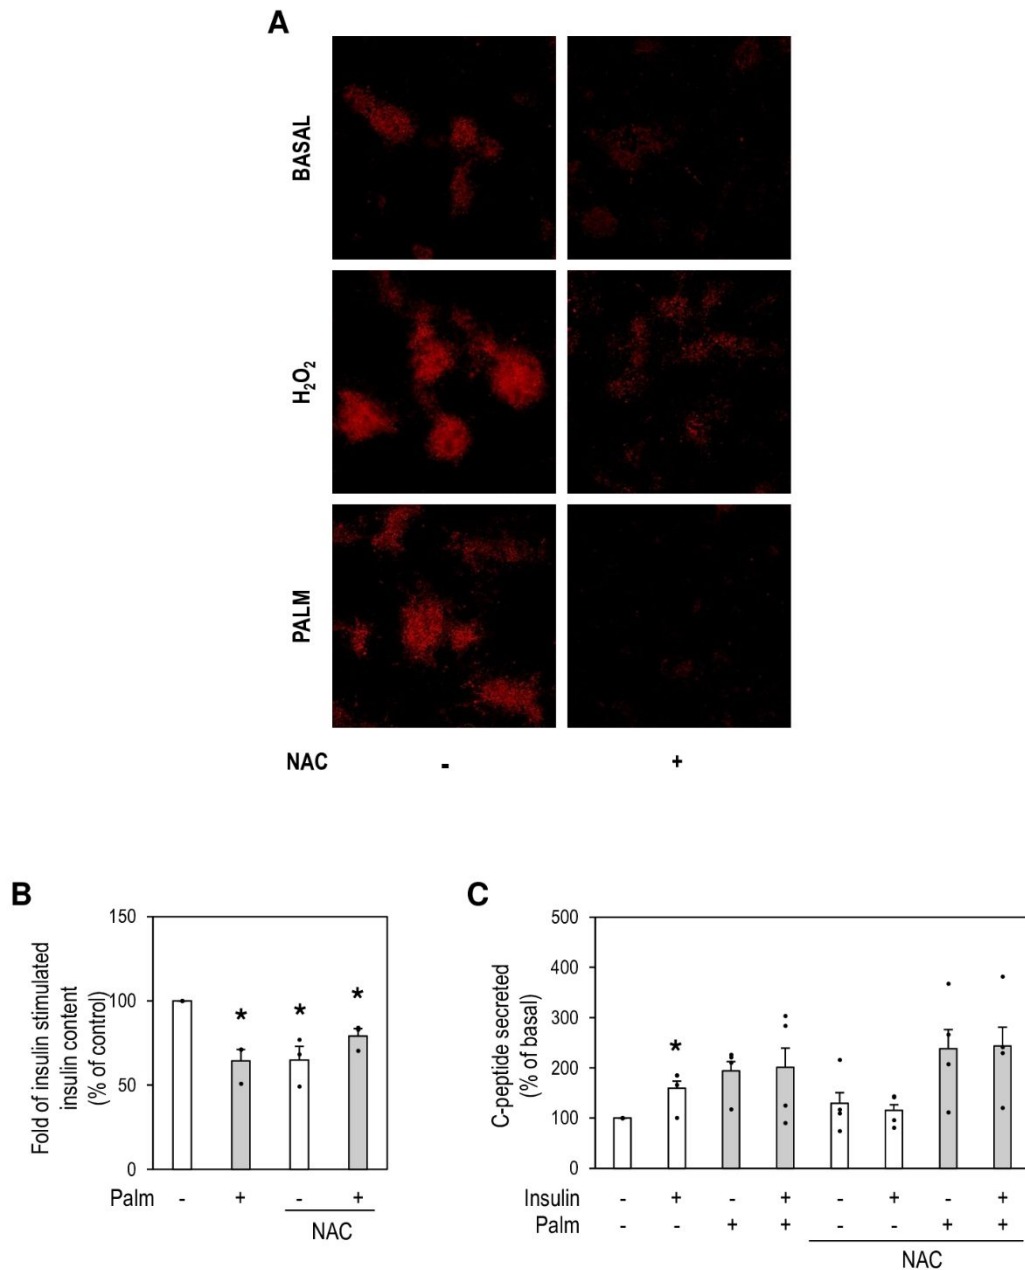 A
BASAL
H₂O₂
PALM
NAC - +
B
Fold of insulin stimulated
insulin content
(% of control)
150
100
50
0
* * *
Palm - + - +
NAC
C
C-peptide secreted
(% of basal)
500
400
300
200
100
0
*
Insulin - + - + - + - +
Palm - - + + - - + +
NAC